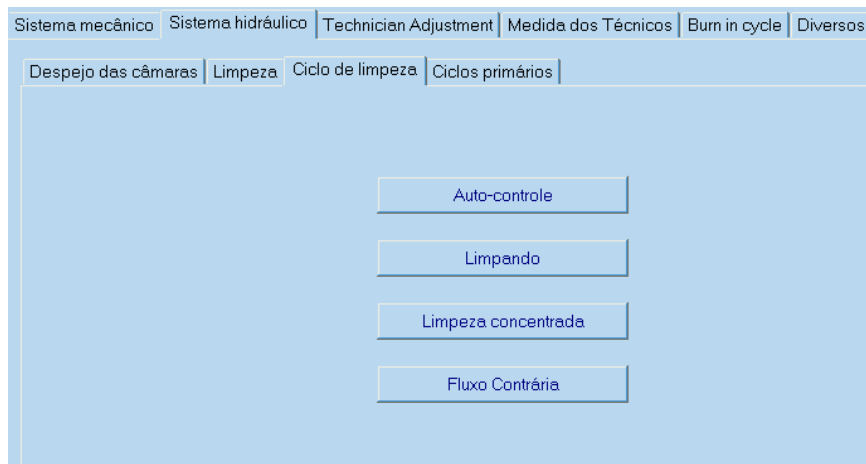 Sistema mecânico Sistema hidráulico Technician Adjustment Medida dos Técnicos Burn in cycle Diversos
Despejo das câmaras Limpeza Ciclo de limpeza Ciclos primários
Auto-controle
Limpando
Limpeza concentrada
Fluxo Contrária